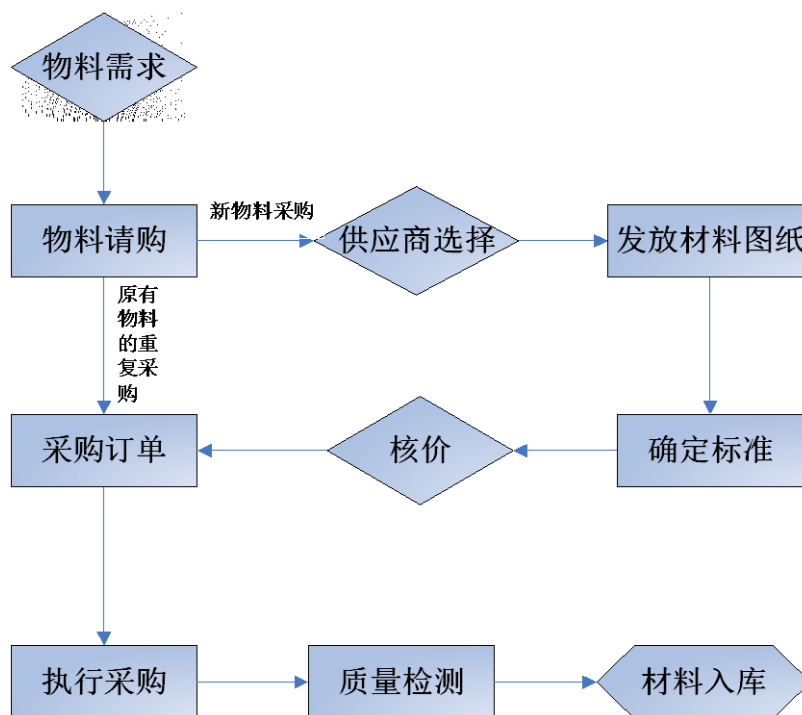 物料需求
新物料采购
物料请购
供应商选择
发放材料图纸
原有
物料
的重
复采
购
采购订单
核价
确定标准
执行采购
质量检测
材料入库